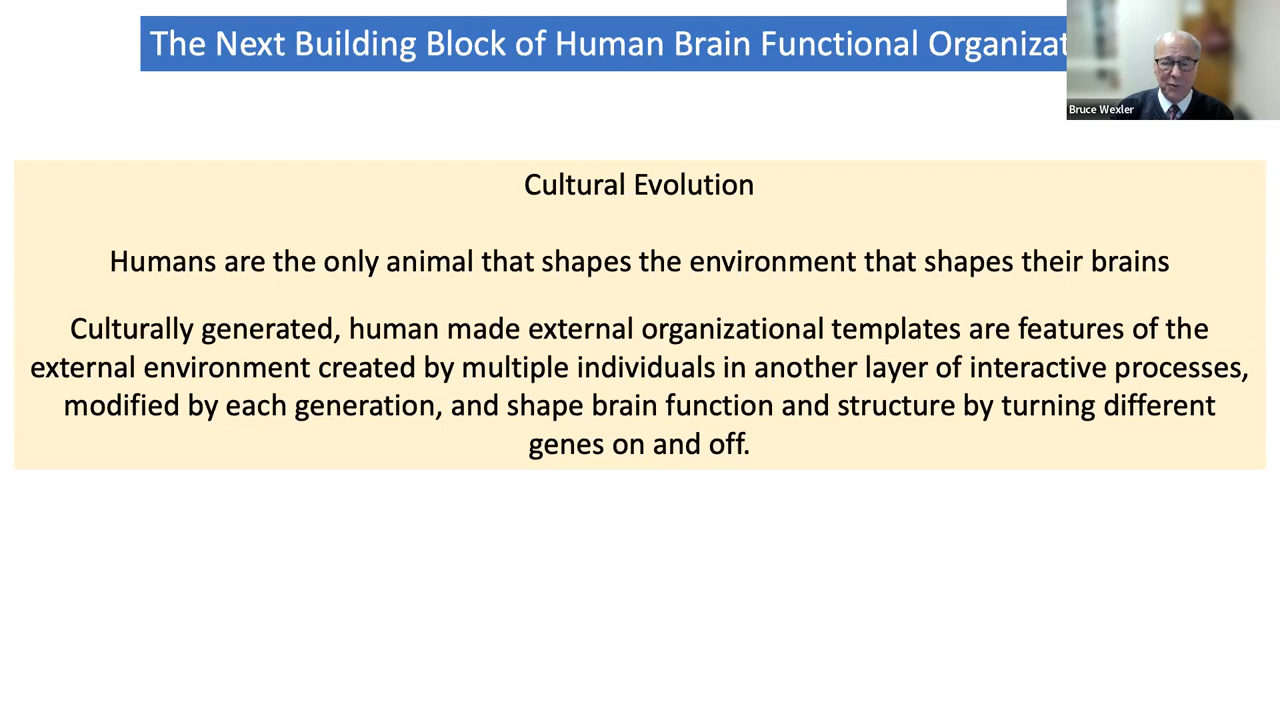 The Next Building Block of Human Brain Functional Organizat
Bruce Wexler
Cultural Evolution
Humans are the only animal that shapes the environment that shapes their brains
Culturally generated, human made external organizational templates are features of the
external environment created by multiple individuals in another layer of interactive processes,
modified by each generation, and shape brain function and structure by turning different
genes on and off.